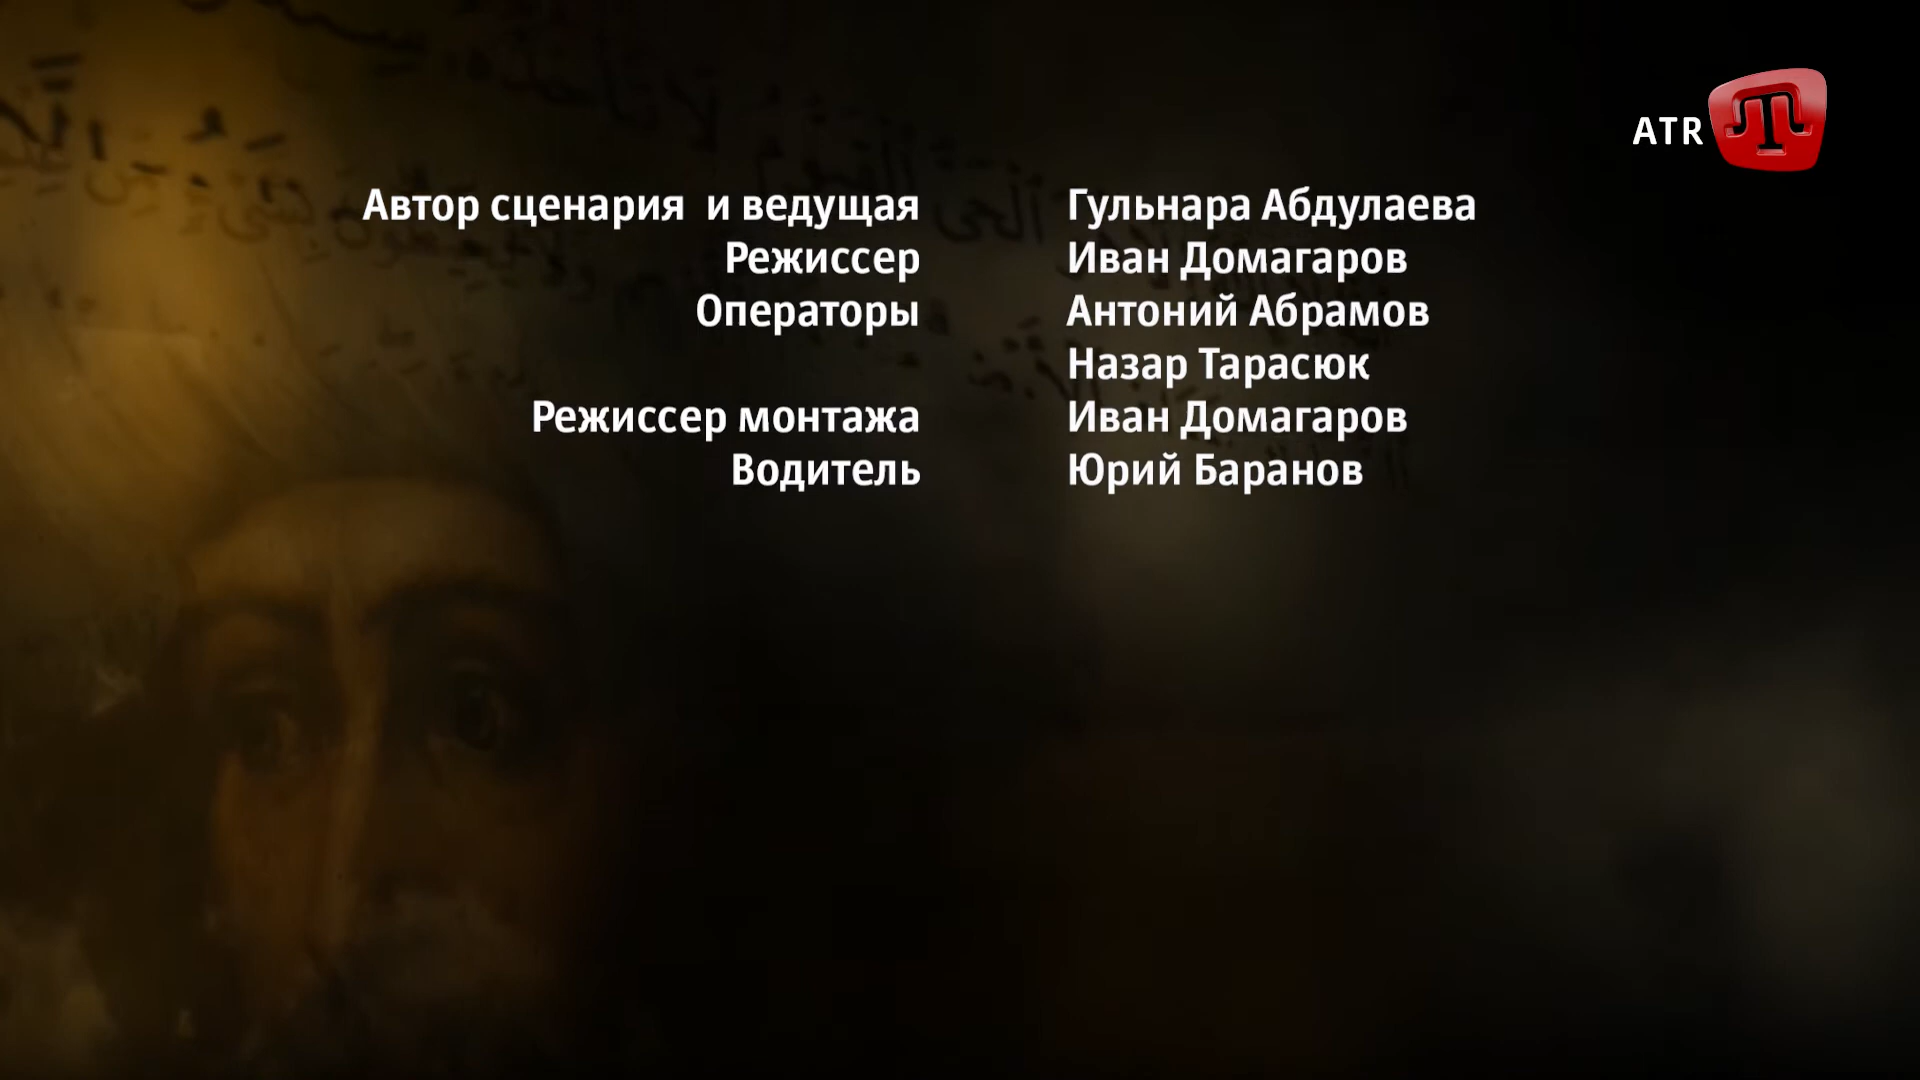 ATR
Автор сценария и ведущая Гульнара Абдулаева
Режиссер Иван Домагаров
Операторы Антоний Абрамов
Назар Тарасюк
Режиссер монтажа Иван Домагаров
Водитель Юрий Баранов